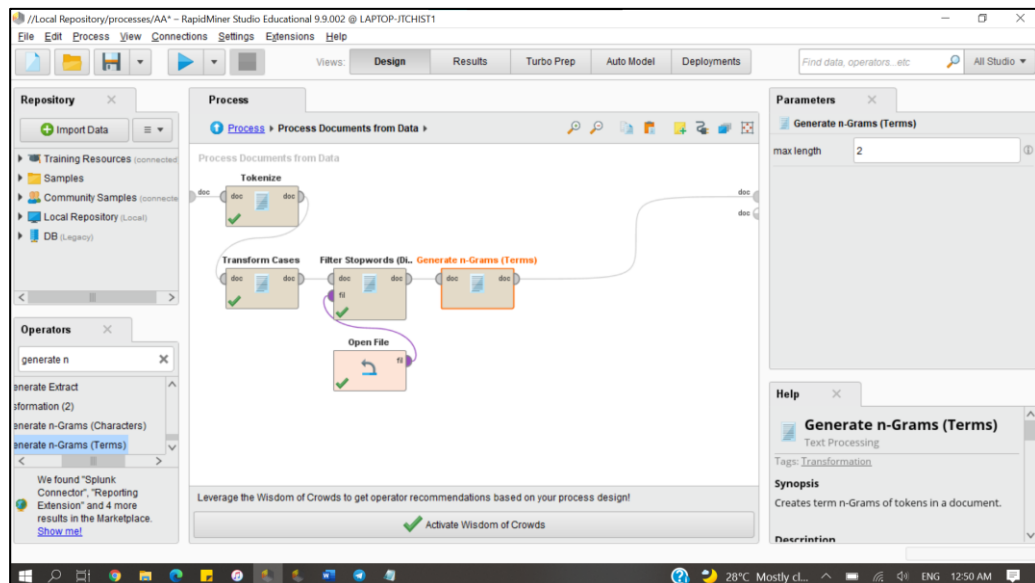 //Local Repository/processes/AA* – RapidMiner Studio Educational 9.9.002 @ LAPTOP-JTCHIST1
File Edit Process View Connections Settings Extensions Help
Views: Design Results Turbo Prep Auto Model Deployments Find data, operators...etc All Studio
Repository
Import Data
Training Resources (connected
Samples
Community Samples (connecte
Local Repository (Local)
DB (Legacy)
Operators
generate n
enerate Extract
sformation (2)
enerate n-Grams (Characters)
enerate n-Grams (Terms)
We found "Splunk
Connector", "Reporting
Extension" and 4 more
results in the Marketplace.
Show me!
Process
Process Process Documents from Data
Process Documents from Data
Tokenize
doc doc doc
doc
doc
Transform Cases Filter Stopwords (Di.. Generate n-Grams (Terms)
doc doc doc doc doc doc
fil
Open File
fil
Leverage the Wisdom of Crowds to get operator recommendations based on your process design!
Activate Wisdom of Crowds
Parameters
Generate n-Grams (Terms)
max length 2
Help
Generate n-Grams (Terms)
Text Processing
Tags: Transformation
Synopsis
Creates term n-Grams of tokens in a document.
Description
28°C Mostly cl... ENG 12:50 AM